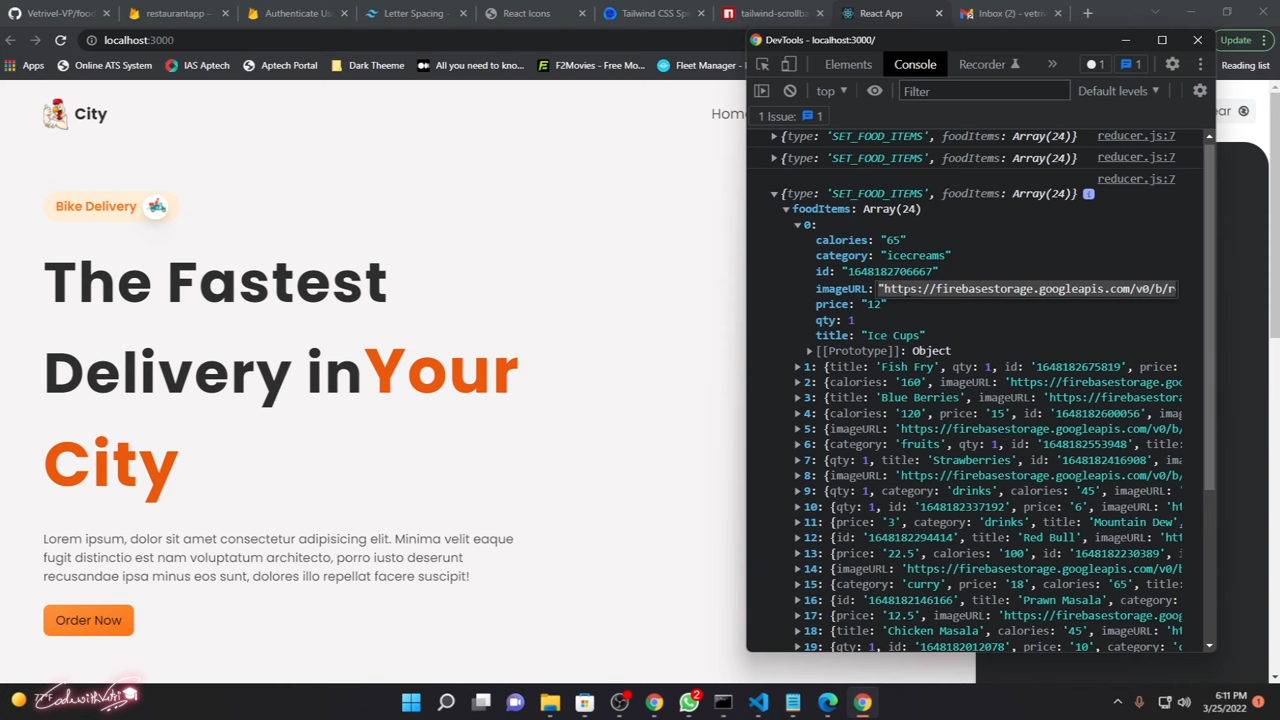 Vetrivel-VP/food
restaurantapp -
Authenticate Us
Letter Spacing -
React Icons
Tailwind CSS Sp
tailwind-scrollba
React App
Inbox (2) - vetri
localhost:3000
Update
Apps
Online ATS System
IAS Aptech
Aptech Portal
Dark Theeme
All you need to kno...
F2Movies - Free Mo...
Fleet Manager -
Reading list
DevTools - localhost:3000/
Elements
Console
Recorder
1
1
top
Filter
Default levels
1 Issue: 1
City
Hom
ear
Bike Delivery
The Fastest
Delivery in Your
City
Lorem ipsum, dolor sit amet consectetur adipisicing elit. Minima velit eaque
fugit distinctio est nam voluptatum architecto, porro iusto deserunt
recusandae ipsa minus eos sunt, dolores illo repellat facere suscipit!
Order Now
{type: 'SET_FOOD_ITEMS', foodItems: Array(24)} reducer.js:7
{type: 'SET_FOOD_ITEMS', foodItems: Array(24)} reducer.js:7
reducer.js:7
{type: 'SET_FOOD_ITEMS', foodItems: Array(24)}
foodItems: Array(24)
0:
calories: "65"
category: "icecreams"
id: "1648182706667"
imageURL: "https://firebasestorage.googleapis.com/v0/b/r
price: "12"
qty: 1
title: "Ice Cups"
[[Prototype]]: Object
1: {title: 'Fish Fry', qty: 1, id: '1648182675819', price:
2: {calories: '160', imageURL: 'https://firebasestorage.goo
3: {title: 'Blue Berries', imageURL: 'https://firebasestora
4: {calories: '120', price: '15', id: '1648182600056', imag
5: {imageURL: 'https://firebasestorage.googleapis.com/v0/b/
6: {category: 'fruits', qty: 1, id: '1648182553948', title:
7: {qty: 1, title: 'Strawberries', id: '1648182416908', imag
8: {imageURL: 'https://firebasestorage.googleapis.com/v0/b/
9: {qty: 1, category: 'drinks', calories: '45', imageURL: '
10: {qty: 1, id: '1648182337192', price: '6', imageURL: 'ht
11: {price: '3', category: 'drinks', title: 'Mountain Dew',
12: {id: '1648182294414', title: 'Red Bull', imageURL: 'htt
13: {price: '22.5', calories: '100', id: '1648182230389', i
14: {imageURL: 'https://firebasestorage.googleapis.com/v0/b
15: {category: 'curry', price: '18', calories: '65', title:
16: {id: '1648182146166', title: 'Prawn Masala', category:
17: {price: '12.5', imageURL: 'https://firebasestorage.goog
18: {title: 'Chicken Masala', calories: '45', imageURL: 'ht
19: {qty: 1, id: '1648182012078', price: '10', category: 'c
CodewithVetri
2
6:11 PM
3/25/2022
1